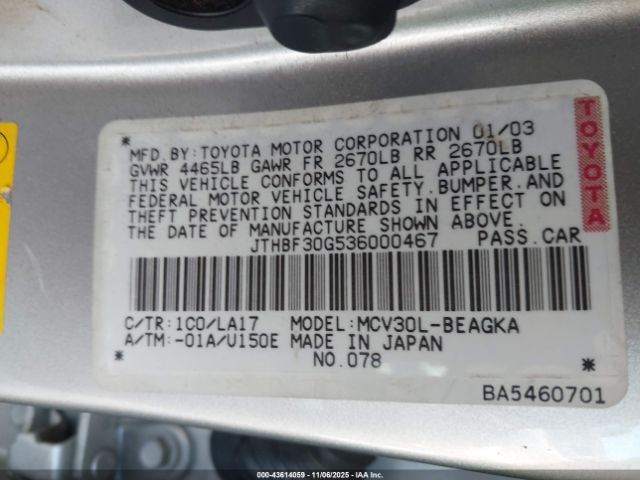 MFD.BY:TOYOTA MOTOR CORPORATION 01/03
GVWR 4465LB GAWR FR 2670LB RR 2670LB
THIS VEHICLE CONFORMS TO ALL APPLICABLE
FEDERAL MOTOR VEHICLE SAFETY,BUMPER,AND
THEFT PREVENTION STANDARDS IN EFFECT ON
THE DATE OF MANUFACTURE SHOWN ABOVE.
JTHBF30G536000467 PASS.CAR
TOYOTA
C/TR:1C0/LA17 MODEL:MCV30L-BEAGKA
A/TM:-01A/U150E MADE IN JAPAN
NO.078
BA5460701
000-43614059 - 11/06/2025 - IAAI.COM